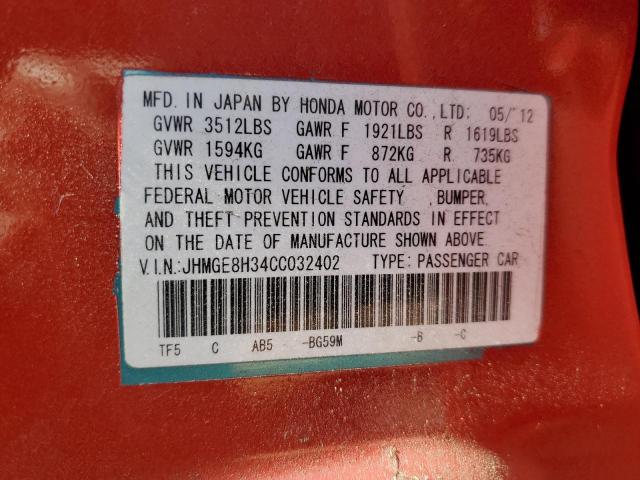 MFD. IN JAPAN BY HONDA MOTOR CO.,LTD: 05/'12
GVWR 3512LBS GAWR F 1921LBS R 1619LBS
GVWR 1594KG GAWR F 872KG R 735KG
THIS VEHICLE CONFORMS TO ALL APPLICABLE
FEDERAL MOTOR VEHICLE SAFETY ,BUMPER,
AND THEFT PREVENTION STANDARDS IN EFFECT
ON THE DATE OF MANUFACTURE SHOWN ABOVE.
V.I.N.:JHMGE8H34CC032402 TYPE: PASSENGER CAR
TF5 C AB5 -BG59M -B -C